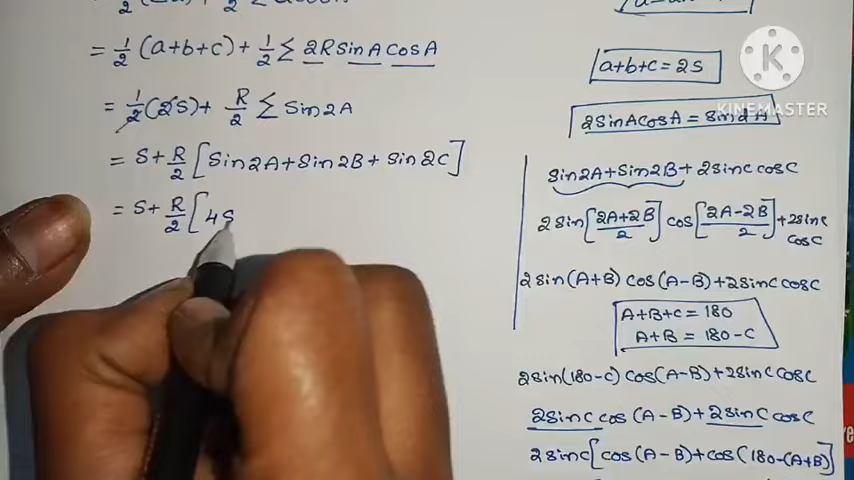 = 1/2 (a+b+c) + 1/2 Σ 2R sinA cosA
= 1/2 (2s) + R/2 Σ sin2A
= s + R/2 [sin2A + sin2B + sin2C]
= s + R/2 [4s
a+b+c = 2s
2sinAcosA = sin2A
KINEMASTER
sin2A + sin2B + 2sinc cosc
2sin[2A+2B/2] cos[2A-2B/2] + 2sinc
cosc
2sin(A+B) cos(A-B) + 2sinc cosc
A+B+c = 180
A+B = 180-c
2sin(180-c) cos(A-B) + 2sinc cosc
2sinc cos(A-B) + 2sinc cosc
2sinc[cos(A-B) + cos(180-(A+B)]